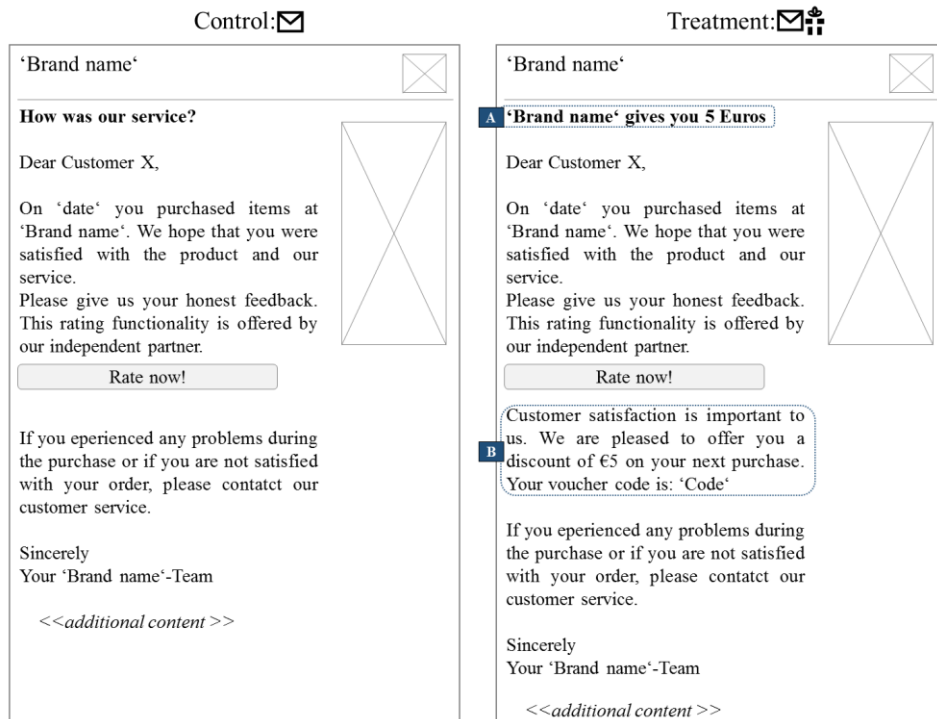 Control:
‘Brand name‘
How was our service?
Dear Customer X,
On ‘date‘ you purchased items at
‘Brand name‘. We hope that you were
satisfied with the product and our
service.
Please give us your honest feedback.
This rating functionality is offered by
our independent partner.
Rate now!
If you eperienced any problems during
the purchase or if you are not satisfied
with your order, please contatct our
customer service.
Sincerely
Your ‘Brand name‘-Team
<<additional content >>
Treatment:
‘Brand name‘
A ‘Brand name‘ gives you 5 Euros
Dear Customer X,
On ‘date‘ you purchased items at
‘Brand name‘. We hope that you were
satisfied with the product and our
service.
Please give us your honest feedback.
This rating functionality is offered by
our independent partner.
Rate now!
Customer satisfaction is important to
us. We are pleased to offer you a
B discount of €5 on your next purchase.
Your voucher code is: ‘Code‘
If you eperienced any problems during
the purchase or if you are not satisfied
with your order, please contatct our
customer service.
Sincerely
Your ‘Brand name‘-Team
<<additional content >>